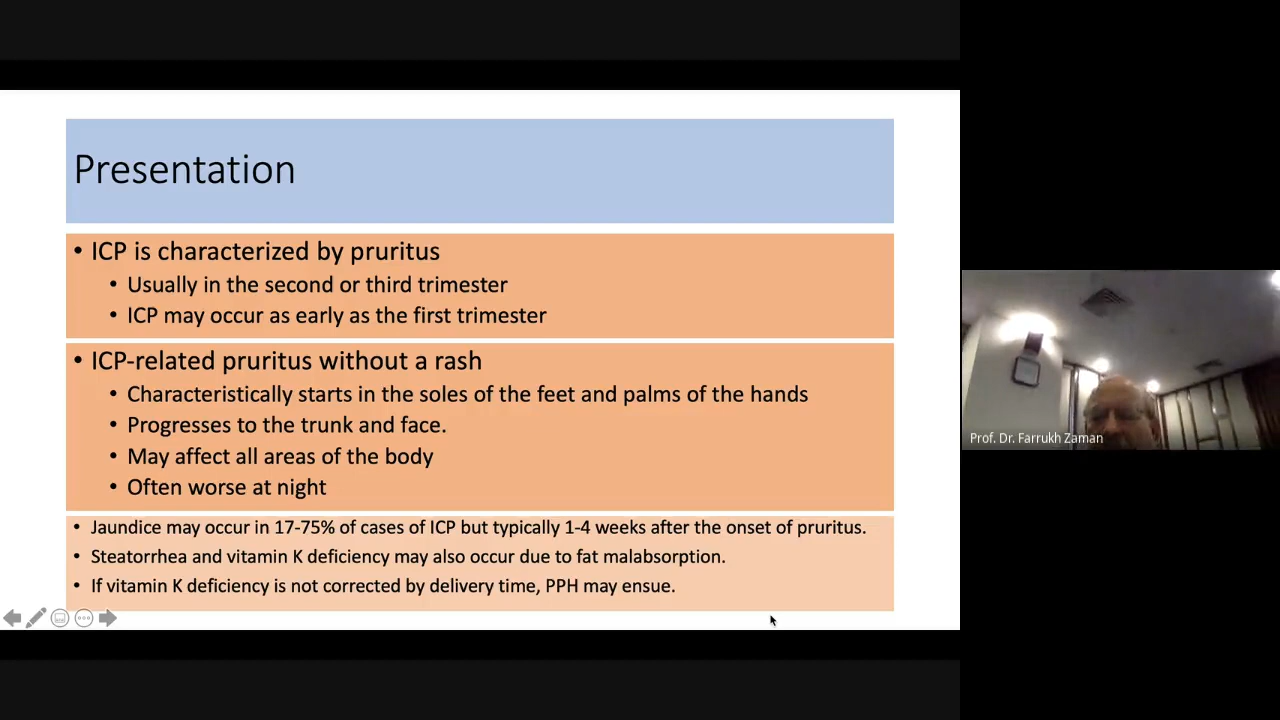 Presentation
• ICP is characterized by pruritus
• Usually in the second or third trimester
• ICP may occur as early as the first trimester
• ICP-related pruritus without a rash
• Characteristically starts in the soles of the feet and palms of the hands
• Progresses to the trunk and face.
• May affect all areas of the body
• Often worse at night
• Jaundice may occur in 17-75% of cases of ICP but typically 1-4 weeks after the onset of pruritus.
• Steatorrhea and vitamin K deficiency may also occur due to fat malabsorption.
• If vitamin K deficiency is not corrected by delivery time, PPH may ensue.
Prof. Dr. Farrukh Zaman